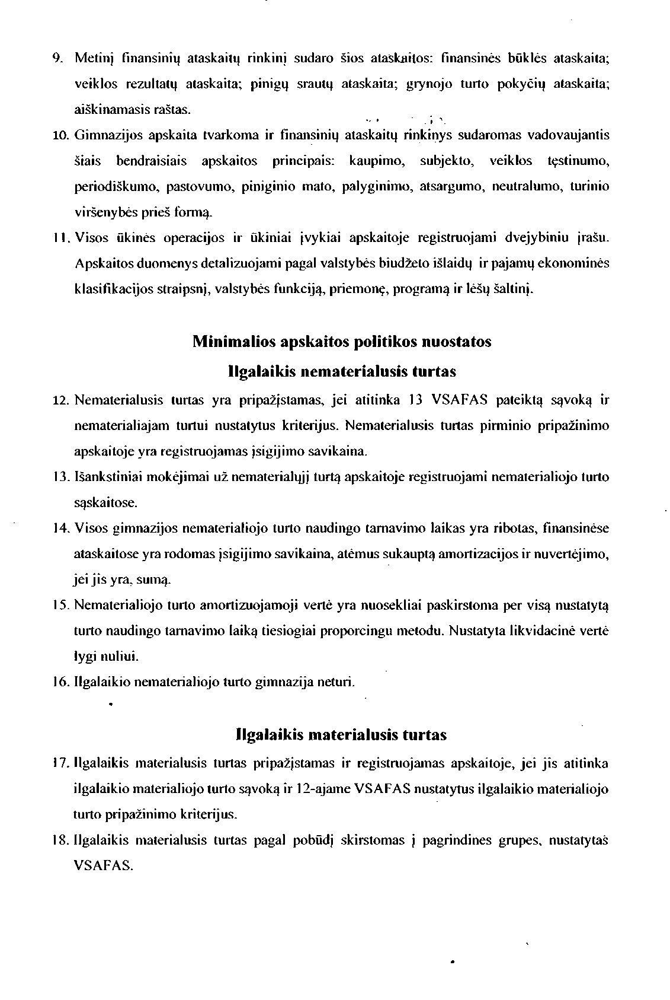 9. Metinį finansinių ataskaitų rinkinį sudaro šios ataskaitos: finansinės būklės ataskaita;
veiklos rezultatų ataskaita; pinigų srautų ataskaita; grynojo turto pokyčių ataskaita;
aiškinamasis raštas.
10. Gimnazijos apskaita tvarkoma ir finansinių ataskaitų rinkinys sudaromas vadovaujantis
šiais bendraisiais apskaitos principais: kaupimo, subjekto, veiklos tęstinumo,
periodiškumo, pastovumo, piniginio mato, palyginimo, atsargumo, neutralumo, turinio
viršenybės prieš formą.
11. Visos ūkinės operacijos ir ūkiniai įvykiai apskaitoje registruojami dvejybiniu įrašu.
Apskaitos duomenys detalizuojami pagal valstybės biudžeto išlaidų ir pajamų ekonominės
klasifikacijos straipsnį, valstybės funkciją, priemonę, programą ir lėšų šaltinį.
Minimalios apskaitos politikos nuostatos
Ilgalaikis nematerialusis turtas
12. Nematerialusis turtas yra pripažįstamas, jei atitinka 13 VSAFAS pateiktą sąvoką ir
nematerialiajam turtui nustatytus kriterijus. Nematerialusis turtas pirminio pripažinimo
apskaitoje yra registruojamas įsigijimo savikaina.
13. Išankstiniai mokėjimai už nematerialųjį turtą apskaitoje registruojami nematerialiojo turto
sąskaitose.
14. Visos gimnazijos nematerialiojo turto naudingo tarnavimo laikas yra ribotas, finansinėse
ataskaitose yra rodomas įsigijimo savikaina, atėmus sukauptą amortizacijos ir nuvertėjimo,
jei jis yra, sumą.
15. Nematerialiojo turto amortizuojamoji vertė yra nuosekliai paskirstoma per visą nustatytą
turto naudingo tarnavimo laiką tiesiogiai proporcingu metodu. Nustatyta likvidacinė vertė
lygi nuliui.
16. Ilgalaikio nematerialiojo turto gimnazija neturi.
Ilgalaikis materialusis turtas
17. Ilgalaikis materialusis turtas pripažįstamas ir registruojamas apskaitoje, jei jis atitinka
ilgalaikio materialiojo turto sąvoką ir 12-ajame VSAFAS nustatytus ilgalaikio materialiojo
turto pripažinimo kriterijus.
18. Ilgalaikis materialusis turtas pagal pobūdį skirstomas į pagrindines grupes, nustatytas
VSAFAS.